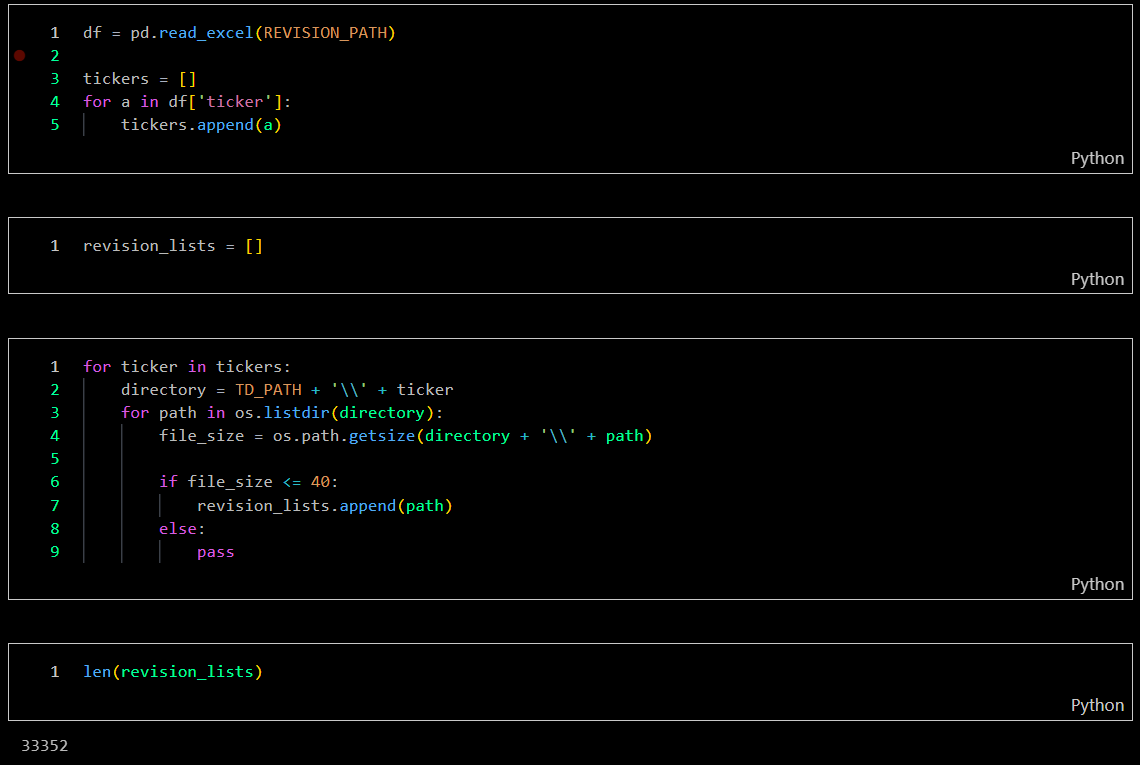 1 df = pd.read_excel(REVISION_PATH)
2
3 tickers = []
4 for a in df['ticker']:
5     tickers.append(a)
Python
1 revision_lists = []
Python
1 for ticker in tickers:
2     directory = TD_PATH + '\\' + ticker
3     for path in os.listdir(directory):
4         file_size = os.path.getsize(directory + '\\' + path)
5
6         if file_size <= 40:
7             revision_lists.append(path)
8         else:
9             pass
Python
1 len(revision_lists)
Python
33352